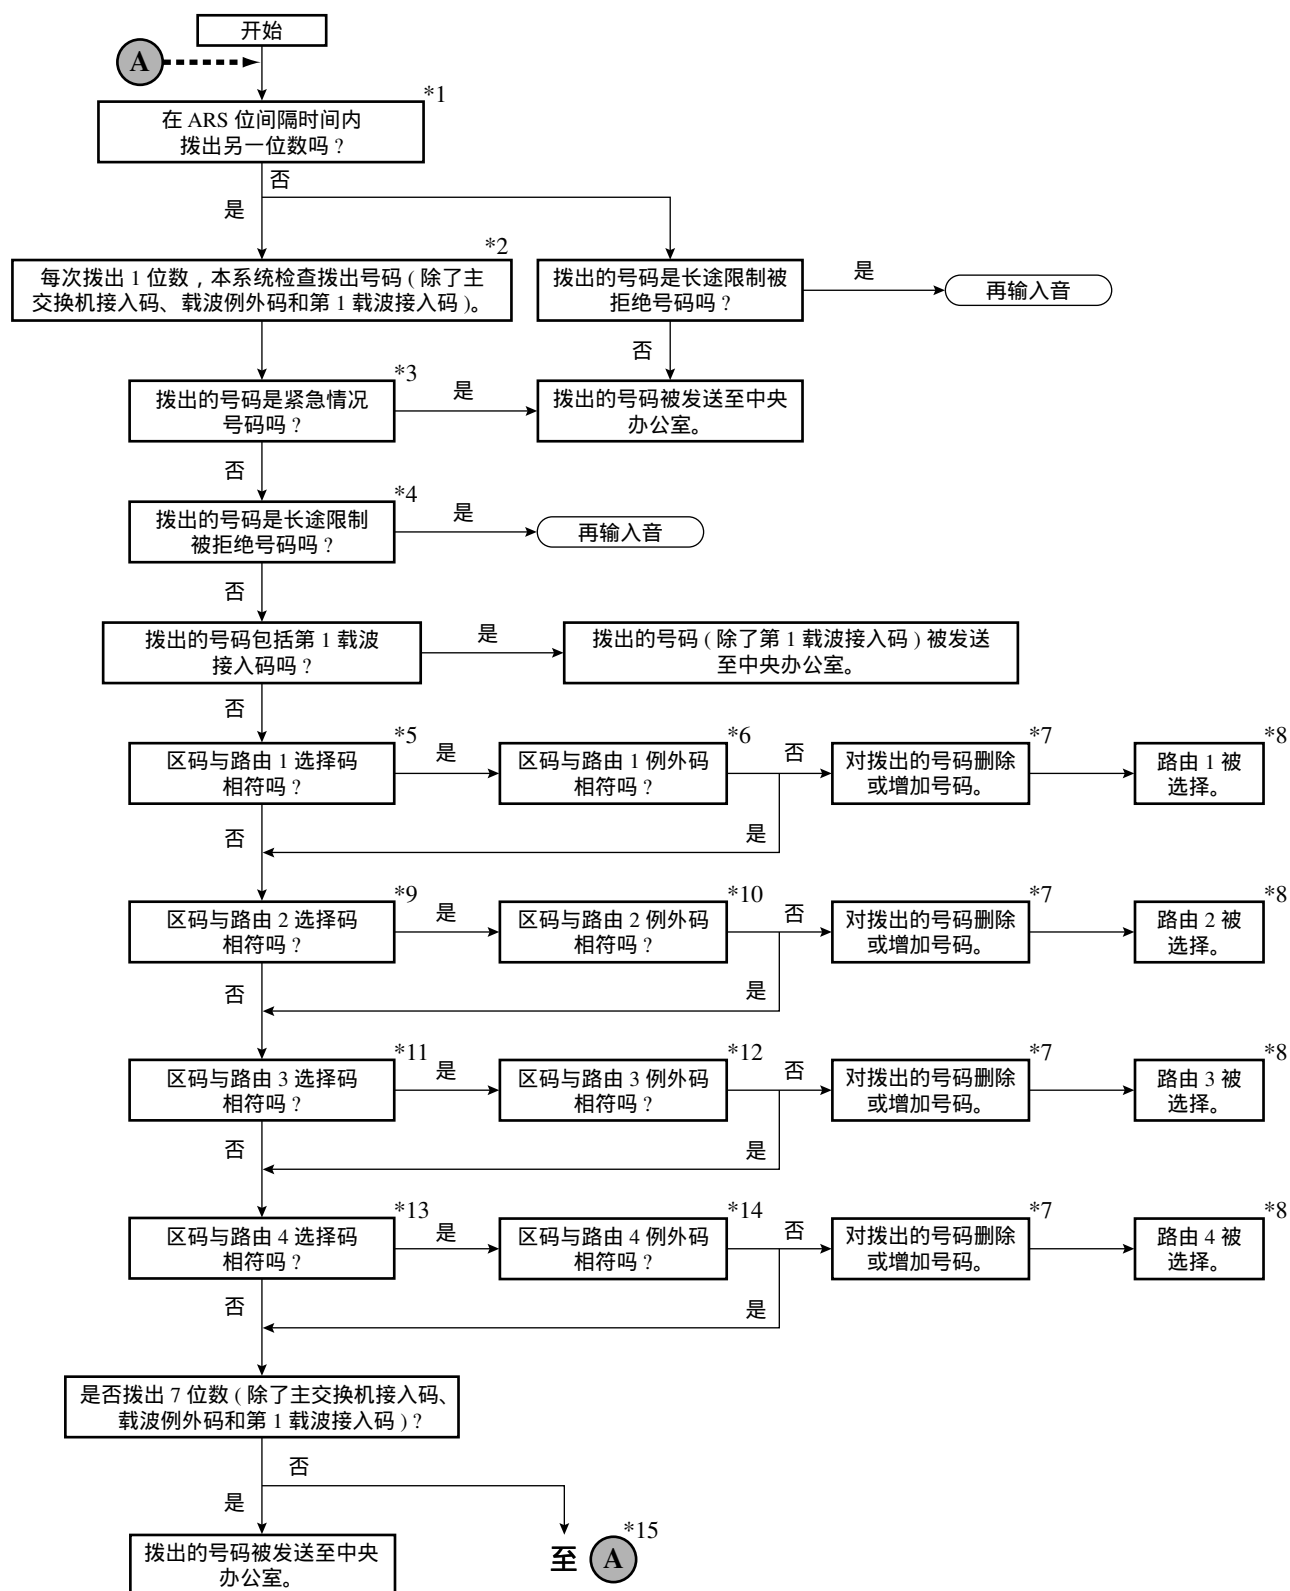 开始
A
*1
在 ARS 位间隔时间内
拨出另一位数吗 ?
否
是
*2
每次拨出 1 位数 , 本系统检查拨出号码 ( 除了主
交换机接入码、载波例外码和第 1 载波接入码 )。
拨出的号码是长途限制被
拒绝号码吗 ?
是
再输入音
否
*3
拨出的号码是紧急情况
号码吗 ?
是
拨出的号码被发送至中央
办公室。
否
*4
拨出的号码是长途限制
被拒绝号码吗 ?
是
再输入音
否
拨出的号码包括第 1 载波
接入码吗 ?
是
拨出的号码 ( 除了第 1 载波接入码 ) 被发送
至中央办公室。
否
*5
区码与路由 1 选择码
相符吗 ?
是
*6
区码与路由 1 例外码
相符吗 ?
否
*7
对拨出的号码删除
或增加号码。
*8
路由 1 被
选择。
是
否
*9
区码与路由 2 选择码
相符吗 ?
是
*10
区码与路由 2 例外码
相符吗 ?
否
*7
对拨出的号码删除
或增加号码。
*8
路由 2 被
选择。
是
否
*11
区码与路由 3 选择码
相符吗 ?
是
*12
区码与路由 3 例外码
相符吗 ?
否
*7
对拨出的号码删除
或增加号码。
*8
路由 3 被
选择。
是
否
*13
区码与路由 4 选择码
相符吗 ?
是
*14
区码与路由 4 例外码
相符吗 ?
否
*7
对拨出的号码删除
或增加号码。
*8
路由 4 被
选择。
是
否
是否拨出 7 位数 ( 除了主交换机接入码、
载波例外码和第 1 载波接入码 ) ?
否
是
拨出的号码被发送至中央
办公室。
至 A
*15